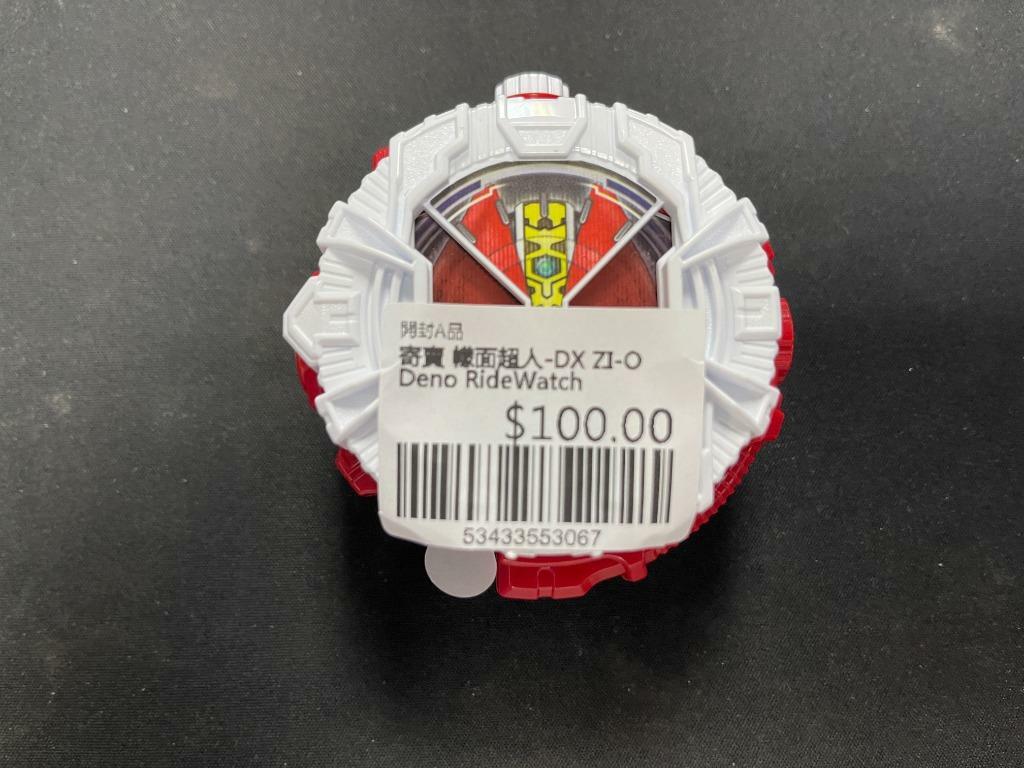 開封A品
寄賣 幪面超人-DX ZI-O
Deno RideWatch
$100.00
53433553067